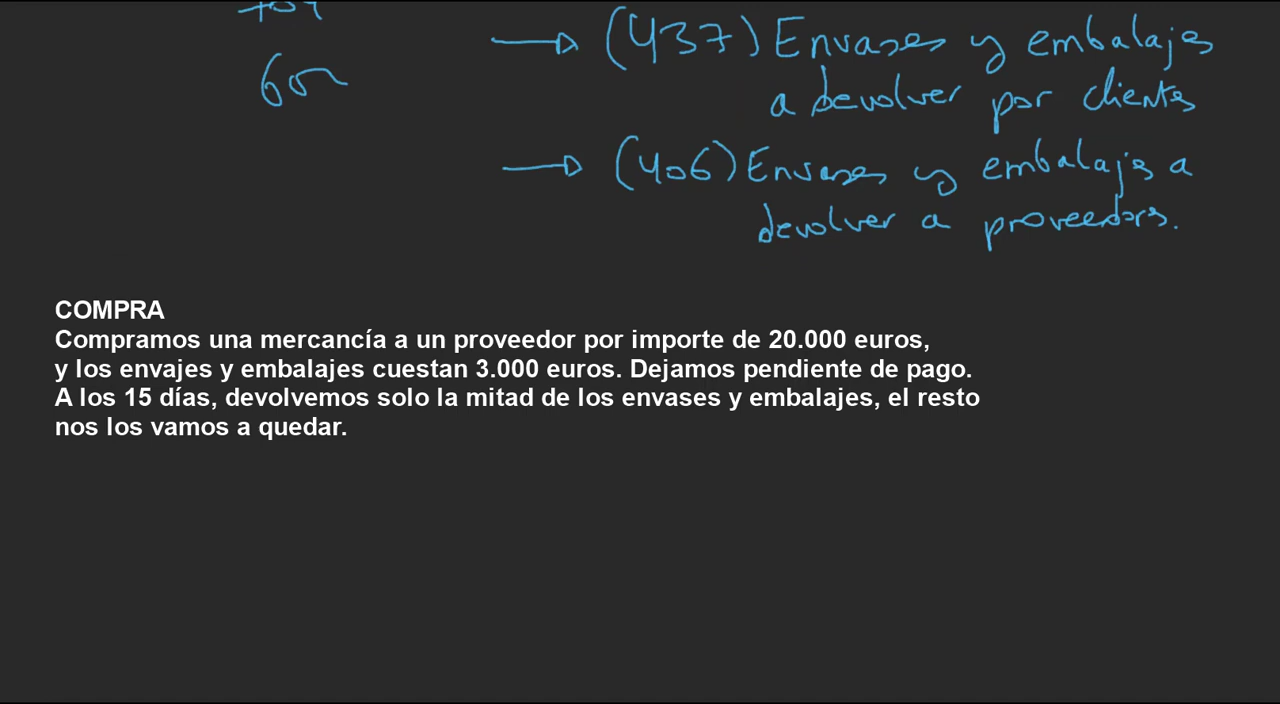 704
600
→ (437) Envases y embalajes
a devolver por clientes
→ (406) Envases y embalajes a
devolver a proveedores.
COMPRA
Compramos una mercancía a un proveedor por importe de 20.000 euros,
y los envajes y embalajes cuestan 3.000 euros. Dejamos pendiente de pago.
A los 15 días, devolvemos solo la mitad de los envases y embalajes, el resto
nos los vamos a quedar.